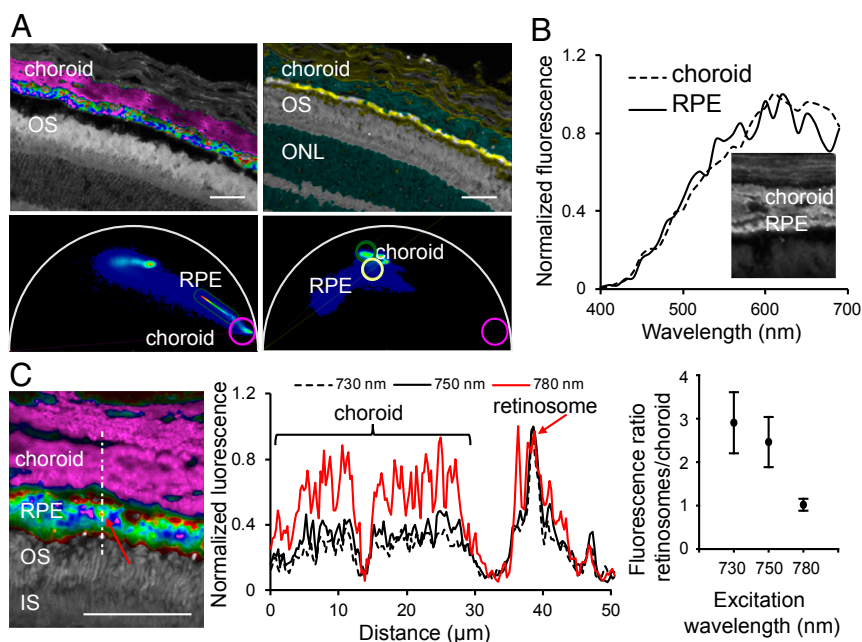 A
choroid
OS
choroid
OS
ONL
RPE
choroid
choroid
RPE
B
Normalized fluorescence
1.2
0.8
0.4
0
choroid
RPE
choroid
RPE
400 500 600 700
Wavelength (nm)
C
choroid
RPE
OS
IS
Normalized luorescence
1.2
0.8
0.4
0
730 nm 750 nm 780 nm
choroid
retinosome
0 10 20 30 40 50
Distance (µm)
Fluorescence ratio
retinosomes/choroid
4
3
2
1
0
730 750 780
Excitation
wavelength (nm)